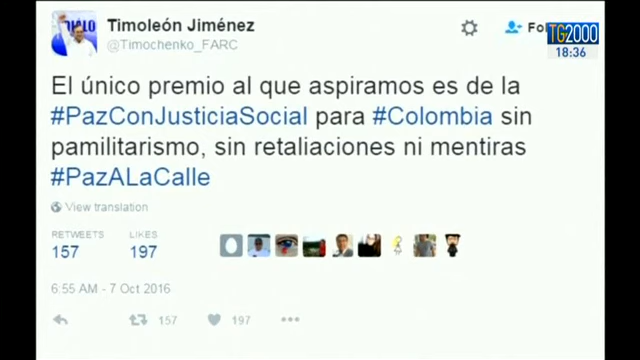 Timoleón Jiménez
@Timochenko_FARC
TG2000
18:36
El único premio al que aspiramos es de la
#PazConJusticiaSocial para #Colombia sin
pamilitarismo, sin retaliaciones ni mentiras
#PazALaCalle
View translation
RETWEETS LIKES
157 197
6:55 AM - 7 Oct 2016
157 197